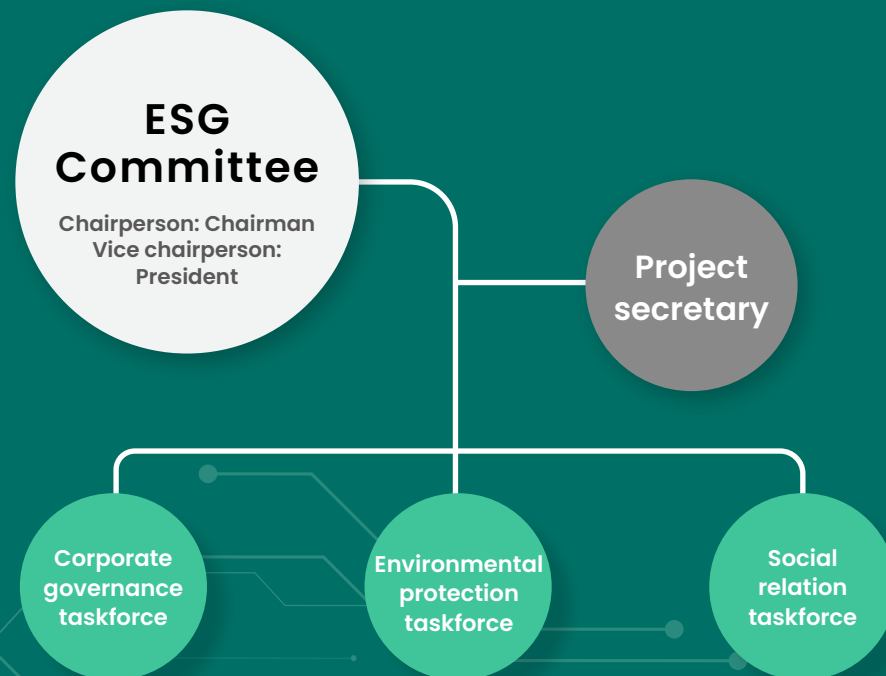 ESG
Committee
Chairperson: Chairman
Vice chairperson:
President
Project
secretary
Corporate
governance
taskforce
Environmental
protection
taskforce
Social
relation
taskforce